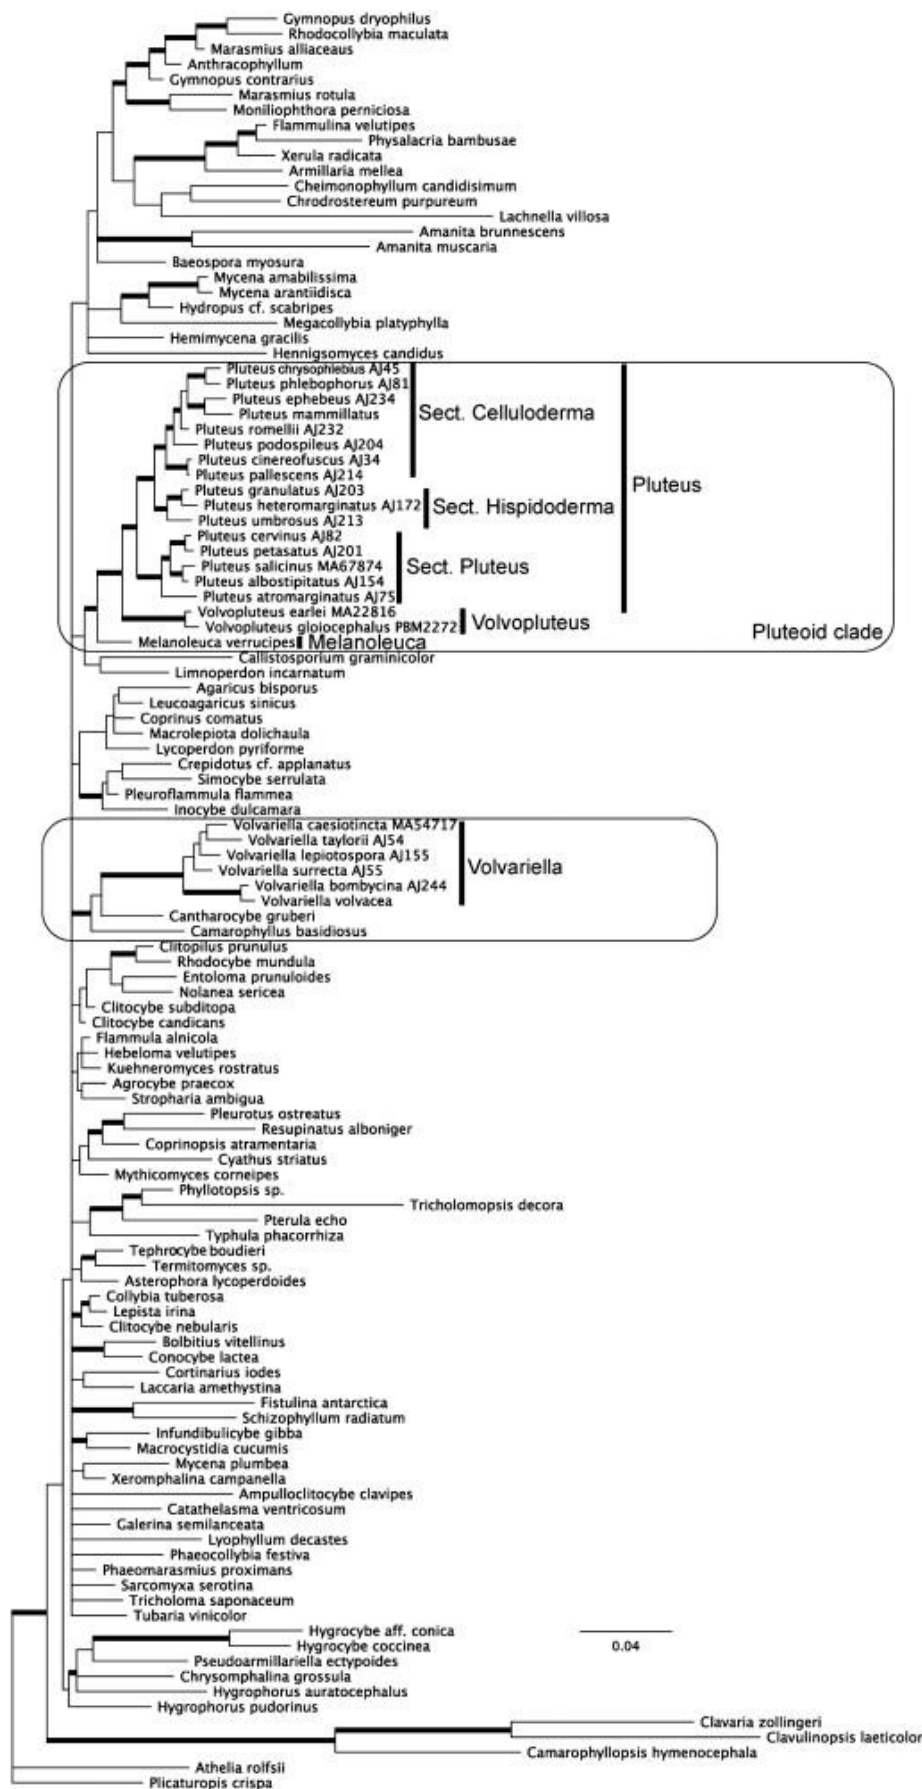 Gymnopus dryophilus
Rhodocollybia maculata
Marasmius alliaceaus
Anthracophyllum
Gymnopus contrarius
Marasmius rotula
Moniliophthora perniciosa
Flammulina velutipes
Physalacria bambusae
Xerula radicata
Armillaria mellea
Cheimonophyllum candidisimum
Chrodrostereum purpureum
Lachnella villosa
Amanita brunnescens
Amanita muscaria
Baeospora myosura
Mycena amabilissima
Mycena arantiidisca
Hydropus cf. scabripes
Megacollybia platyphylla
Hemimycena gracilis
Hennigsomyces candidus
Pluteus chrysophlebius AJ45
Pluteus phlebophorus AJ81
Pluteus ephebeus AJ234
Pluteus mammillatus
Sect. Celluloderma
Pluteus romellii AJ232
Pluteus podospileus AJ204
Pluteus cinereofuscus AJ34
Pluteus pallescens AJ214
Pluteus
Pluteus granulatus AJ203
Pluteus heteromarginatus AJ172
Sect. Hispidoderma
Pluteus umbrosus AJ213
Pluteus cervinus AJ82
Pluteus petasatus AJ201
Pluteus salicinus MA67874
Sect. Pluteus
Pluteus albostipitatus AJ154
Pluteus atromarginatus AJ75
Volvopluteus earlei MA22816
Volvopluteus gloiocephalus PBM2272
Volvopluteus
Pluteoid clade
Melanoleuca verrucipes
Melanoleuca
Callistosporium graminicolor
Limnoperdon incarnatum
Agaricus bisporus
Leucoagaricus sinicus
Coprinus comatus
Macrolepiota dolichaula
Lycoperdon pyriforme
Crepidotus cf. applanatus
Simocybe serrulata
Pleuroflammula flammea
Inocybe dulcamara
Volvariella caesiotincta MA54717
Volvariella taylorii AJ54
Volvariella lepiotospora AJ155
Volvariella surrecta AJ55
Volvariella
Volvariella bombycina AJ244
Volvariella volvacea
Cantharocybe gruberi
Camarophyllus basidiosus
Clitopilus prunulus
Rhodocybe mundula
Entoloma prunuloides
Nolanea sericea
Clitocybe subditopa
Clitocybe candicans
Flammula alnicola
Hebeloma velutipes
Kuehneromyces rostratus
Agrocybe praecox
Stropharia ambigua
Pleurotus ostreatus
Resupinatus alboniger
Coprinopsis atramentaria
Cyathus striatus
Mythicomyces corneipes
Phyllotopsis sp.
Tricholomopsis decora
Pterula echo
Typhula phacorrhiza
Tephrocybe boudieri
Termitomyces sp.
Asterophora lycoperdoides
Collybia tuberosa
Lepista irina
Clitocybe nebularis
Bolbitius vitellinus
Conocybe lactea
Cortinarius iodes
Laccaria amethystina
Fistulina antarctica
Schizophyllum radiatum
Infundibulicybe gibba
Macrocystidia cucumis
Mycena plumbea
Xeromphalina campanella
Ampulloclitocybe clavipes
Catathelasma ventricosum
Galerina semilanceata
Lyophyllum decastes
Phaeocollybia festiva
Phaeomarasmius proximans
Sarcomyxa serotina
Tricholoma saponaceum
Tubaria vinicolor
Hygrocybe aff. conica
Hygrocybe coccinea
0.04
Pseudoarmillariella ectypoides
Chrysomphalina grossula
Hygrophorus auratocephalus
Hygrophorus pudorinus
Clavaria zollingeri
Clavulinopsis laeticolor
Camarophyllopsis hymenocephala
Athelia rolfsii
Plicaturopsis crispa